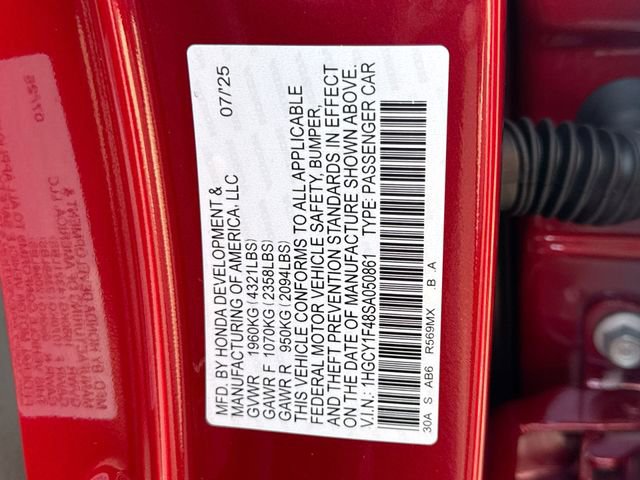 MFD. BY HONDA DEVELOPMENT & 07/'25
MANUFACTURING OF AMERICA, LLC
GVWR 1960KG(4321LBS)
GAWR F 1070KG(2358LBS)
GAWR R 950KG(2094LBS)
THIS VEHICLE CONFORMS TO ALL APPLICABLE
FEDERAL MOTOR VEHICLE SAFETY, BUMPER,
AND THEFT PREVENTION STANDARDS IN EFFECT
ON THE DATE OF MANUFACTURE SHOWN ABOVE.
V.I.N.: 1HGCY1F48SA050861 TYPE: PASSENGER CAR
30A S AB6 R569MX .B .A